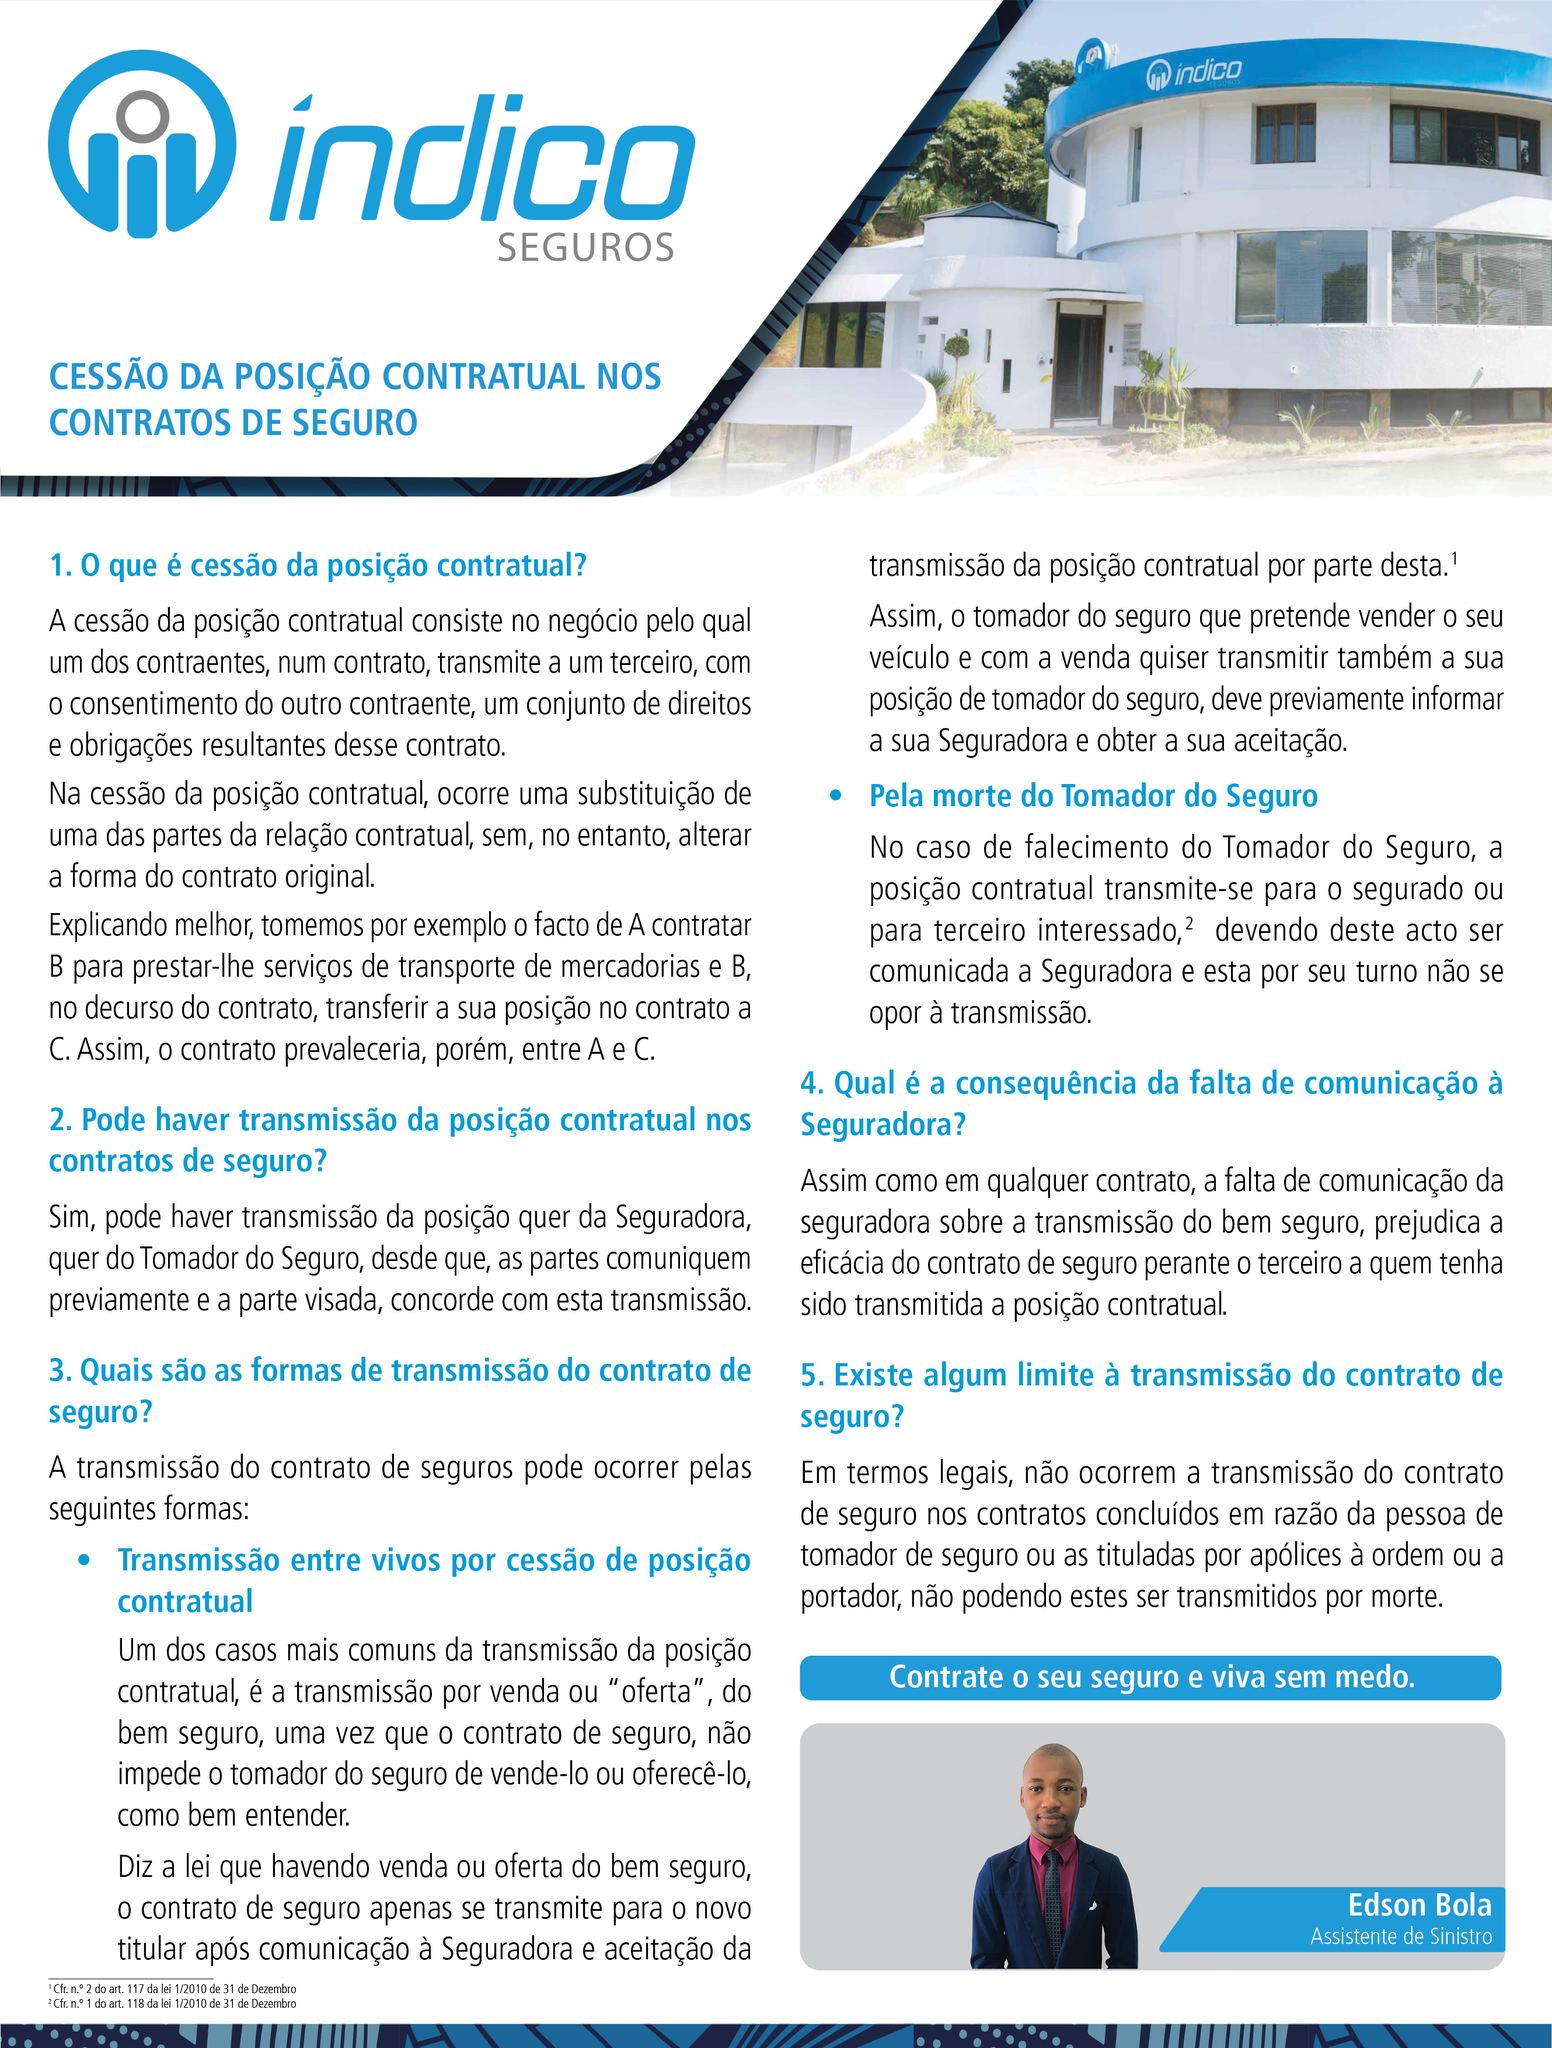 índico
SEGUROS
índico
SEGUROS
CESSÃO DA POSIÇÃO CONTRATUAL NOS
CONTRATOS DE SEGURO
1. O que é cessão da posição contratual?
A cessão da posição contratual consiste no negócio pelo qual
um dos contraentes, num contrato, transmite a um terceiro, com
o consentimento do outro contraente, um conjunto de direitos
e obrigações resultantes desse contrato.
Na cessão da posição contratual, ocorre uma substituição de
uma das partes da relação contratual, sem, no entanto, alterar
a forma do contrato original.
Explicando melhor, tomemos por exemplo o facto de A contratar
B para prestar-lhe serviços de transporte de mercadorias e B,
no decurso do contrato, transferir a sua posição no contrato a
C. Assim, o contrato prevaleceria, porém, entre A e C.
2. Pode haver transmissão da posição contratual nos
contratos de seguro?
Sim, pode haver transmissão da posição quer da Seguradora,
quer do Tomador do Seguro, desde que, as partes comuniquem
previamente e a parte visada, concorde com esta transmissão.
3. Quais são as formas de transmissão do contrato de
seguro?
A transmissão do contrato de seguros pode ocorrer pelas
seguintes formas:
• Transmissão entre vivos por cessão de posição
contratual
Um dos casos mais comuns da transmissão da posição
contratual, é a transmissão por venda ou “oferta”, do
bem seguro, uma vez que o contrato de seguro, não
impede o tomador do seguro de vende-lo ou oferecê-lo,
como bem entender.
Diz a lei que havendo venda ou oferta do bem seguro,
o contrato de seguro apenas se transmite para o novo
titular após comunicação à Seguradora e aceitação da
transmissão da posição contratual por parte desta.¹
Assim, o tomador do seguro que pretende vender o seu
veículo e com a venda quiser transmitir também a sua
posição de tomador do seguro, deve previamente informar
a sua Seguradora e obter a sua aceitação.
• Pela morte do Tomador do Seguro
No caso de falecimento do Tomador do Seguro, a
posição contratual transmite-se para o segurado ou
para terceiro interessado,² devendo deste acto ser
comunicada a Seguradora e esta por seu turno não se
opor à transmissão.
4. Qual é a consequência da falta de comunicação à
Seguradora?
Assim como em qualquer contrato, a falta de comunicação da
seguradora sobre a transmissão do bem seguro, prejudica a
eficácia do contrato de seguro perante o terceiro a quem tenha
sido transmitida a posição contratual.
5. Existe algum limite à transmissão do contrato de
seguro?
Em termos legais, não ocorrem a transmissão do contrato
de seguro nos contratos concluídos em razão da pessoa de
tomador de seguro ou as tituladas por apólices à ordem ou a
portador, não podendo estes ser transmitidos por morte.
Contrate o seu seguro e viva sem medo.
Edson Bola
Assistente de Sinistro
¹ Cfr. n.º 2 do art. 117 da lei 1/2010 de 31 de Dezembro
² Cfr. n.º 1 do art. 118 da lei 1/2010 de 31 de Dezembro